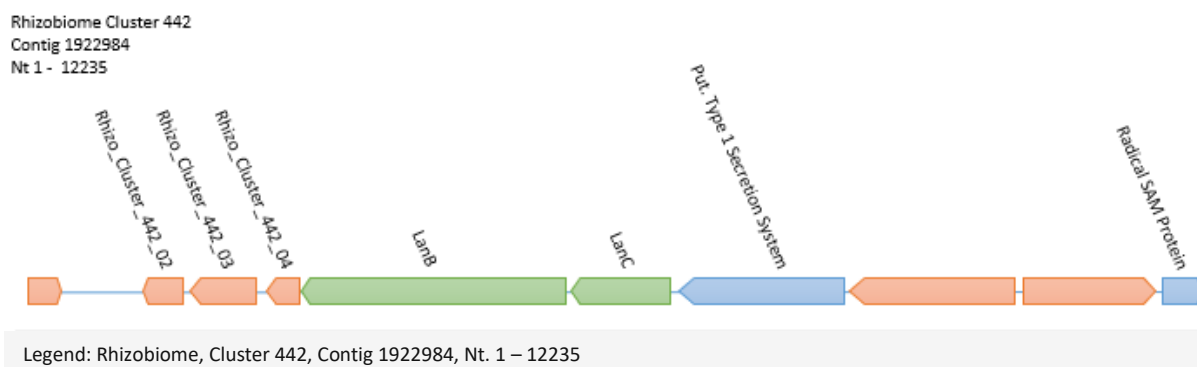 Rhizobiome Cluster 442
Contig 1922984
Nt 1 - 12235
Rhizo_Cluster_442_02
Rhizo_Cluster_442_03
Rhizo_Cluster_442_04
LanB
LanC
Put. Type 1 Secretion System
Radical SAM Protein
Legend: Rhizobiome, Cluster 442, Contig 1922984, Nt. 1 – 12235